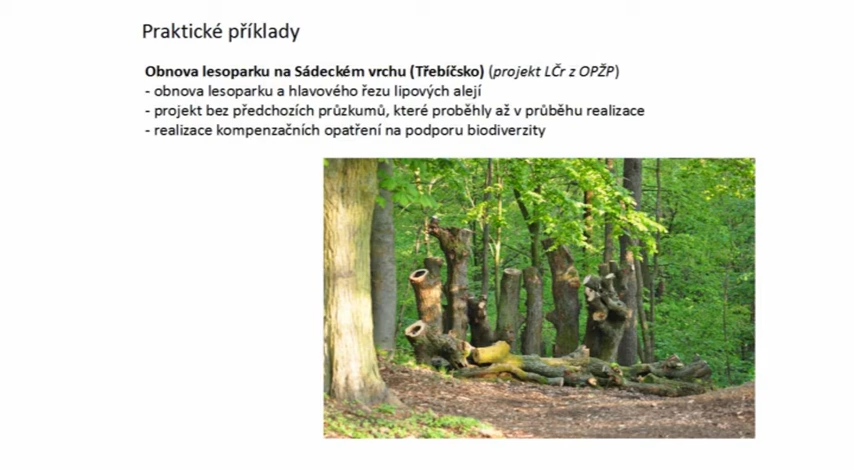 Praktické příklady
Obnova lesoparku na Sádeckém vrchu (Třebíčsko) (projekt LČr z OPŽP)
- obnova lesoparku a hlavového řezu lipových alejí
- projekt bez předchozích průzkumů, které proběhly až v průběhu realizace
- realizace kompenzačních opatření na podporu biodiverzity